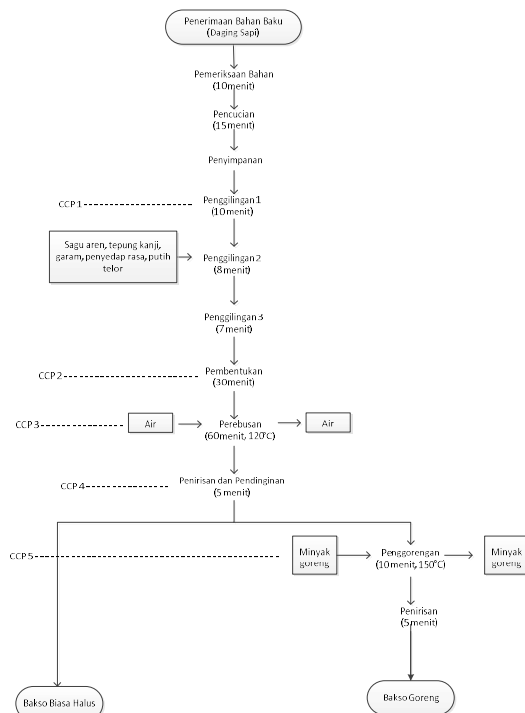 Penerimaan Bahan Baku
(Daging Sapi)
Pemeriksaan Bahan
(10menit)
Pencucian
(15menit)
Penyimpanan
CCP 1
Penggilingan 1
(10menit)
Sagu aren, tepung kanji,
garam, penyedap rasa, putih
telor
Penggilingan 2
(8menit)
Penggilingan 3
(7menit)
CCP 2
Pembentukan
(30menit)
CCP 3
Air
Perebusan
(60menit, 120°C)
Air
CCP 4
Penirisan dan Pendinginan
(5menit)
CCP 5
Minyak
goreng
Penggorengan
(10menit, 150°C)
Minyak
goreng
Penirisan
(5menit)
Bakso Biasa Halus
Bakso Goreng